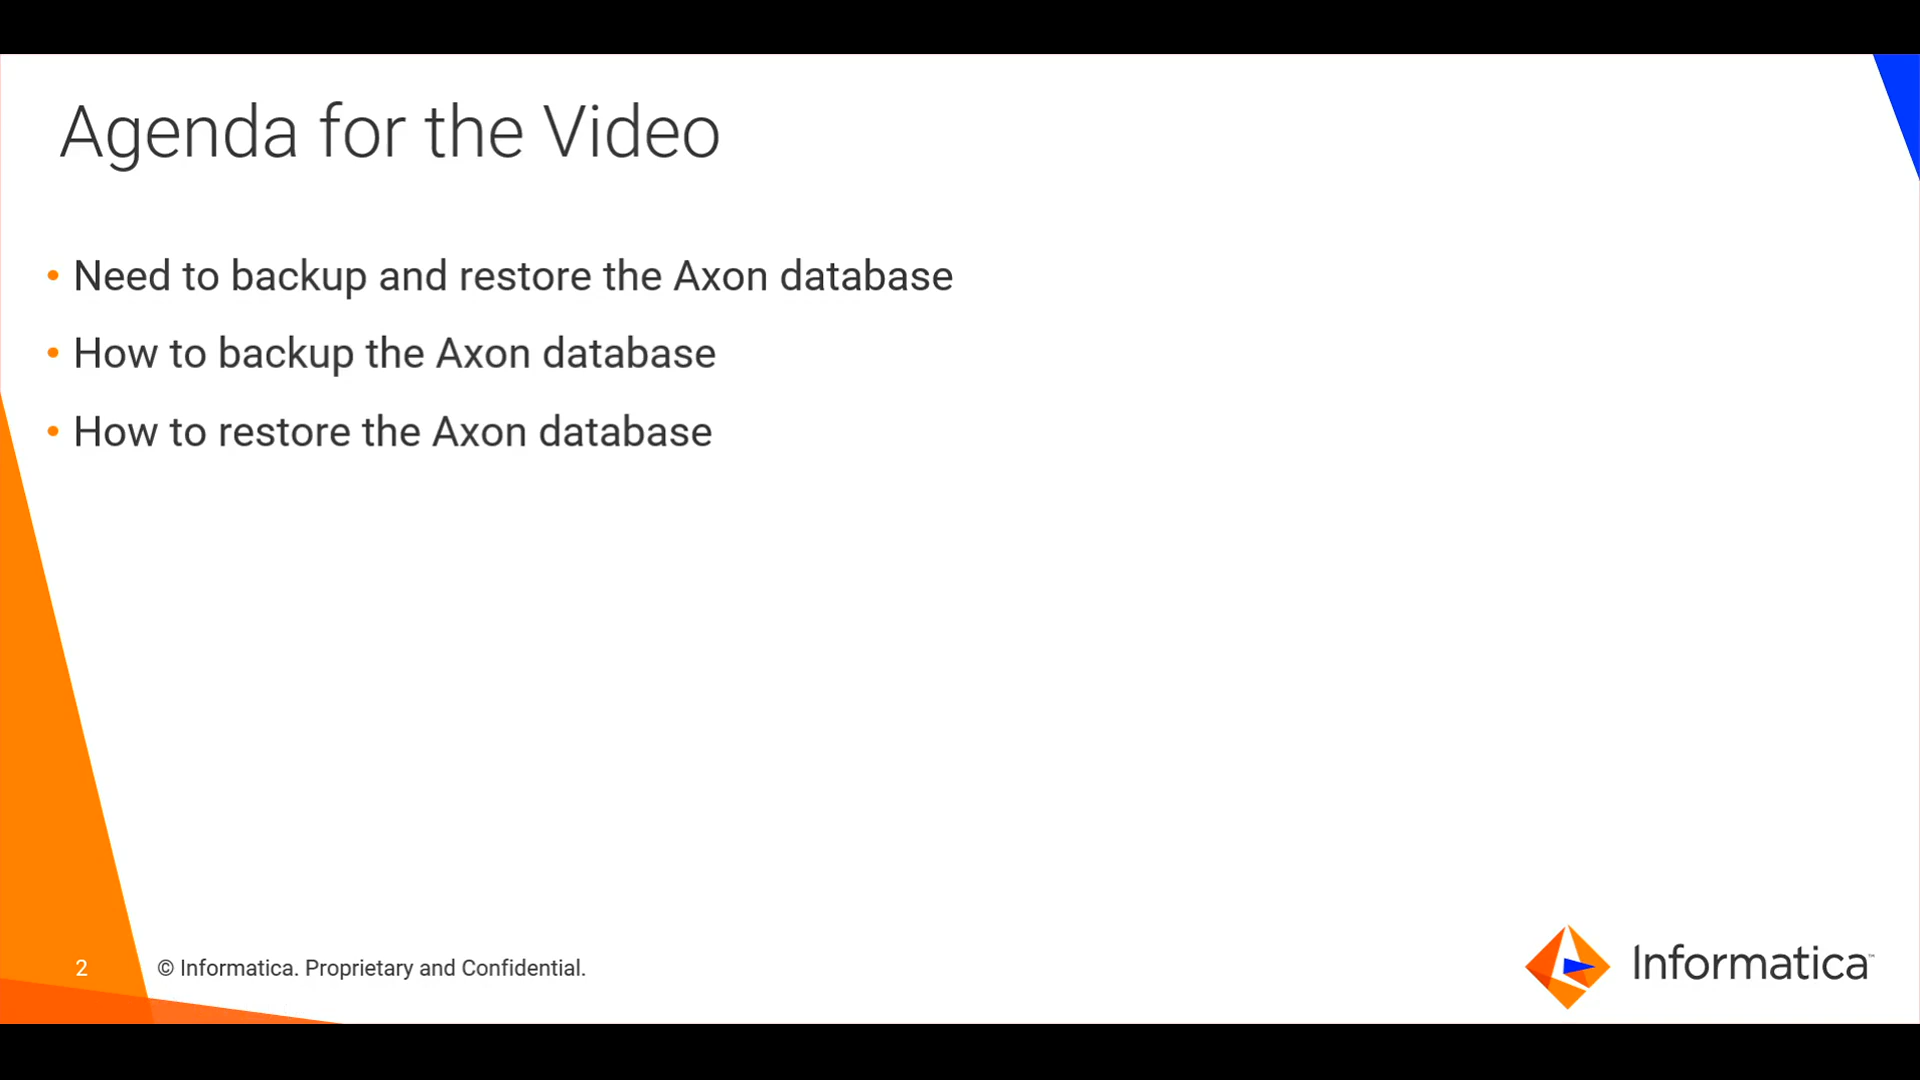 Agenda for the Video
• Need to backup and restore the Axon database
• How to backup the Axon database
• How to restore the Axon database
2
© Informatica. Proprietary and Confidential.
Informatica™